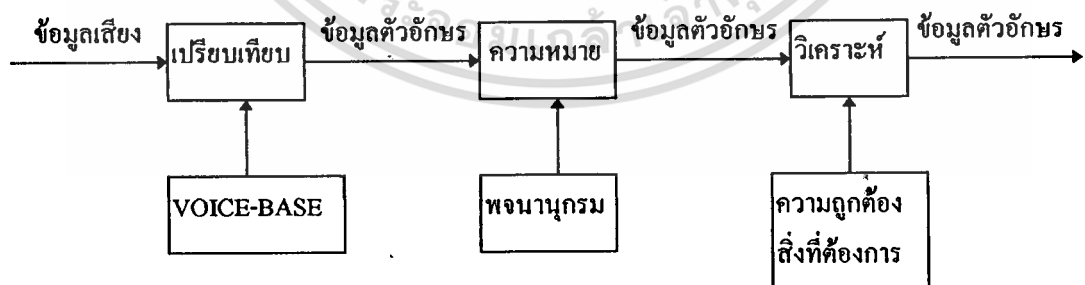 ข้อมูลเสียง
เปรียบเทียบ
ข้อมูลตัวอักษร
ความหมาย
ข้อมูลตัวอักษร
วิเคราะห์
ข้อมูลตัวอักษร
VOICE-BASE
พจนานุกรม
ความถูกต้อง
สิ่งที่ต้องการ